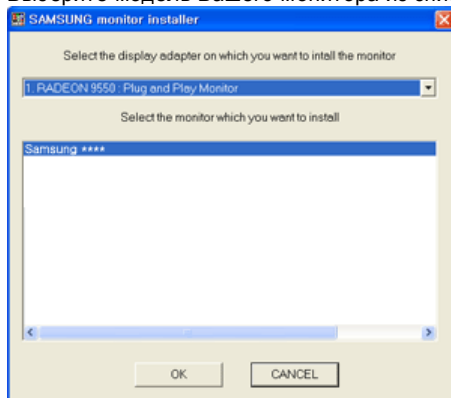 SAMSUNG monitor installer
Select the display adapter on which you want to intall the monitor
1. RADEON 9550 : Plug and Play Monitor
Select the monitor which you want to install
Samsung ****
OK
CANCEL